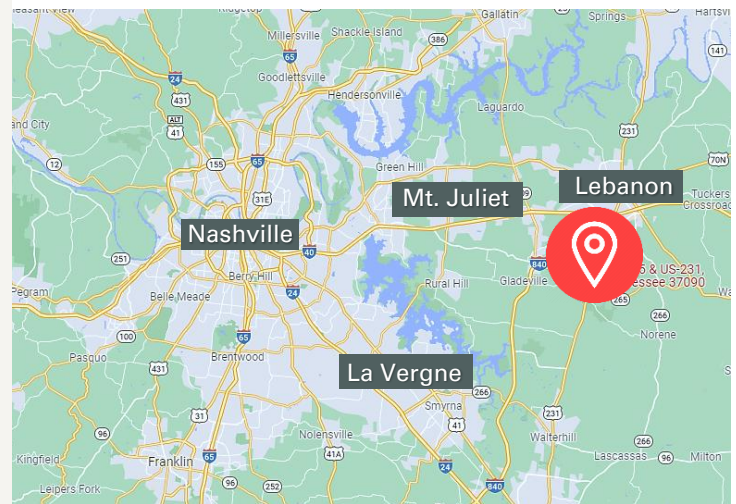 Gallatin
Springs
Millersville
Shackle Island
386
141
65
24
Goodlettsville
431
Hendersonville
Laguardo
ALT
41
and City
231
12
155
65
Green Hill
70N
31E
Mt. Juliet
Lebanon
Tuckers
Crossroads
Nashville
40
251
840
Gladeville
5 & US-231,
essee 37090
Pegram
Berry Hill
24
Rural Hill
265
Belle Meade
266
100
65
Norene
Pasquo
431
Brentwood
La Vergne
266
Smyrna
31
41
231
96
Nolensville
Walterhill
266
Kingfield
Franklin
65
41A
24
Lascassas
96
Milton
96
252
840
Leipers Fork